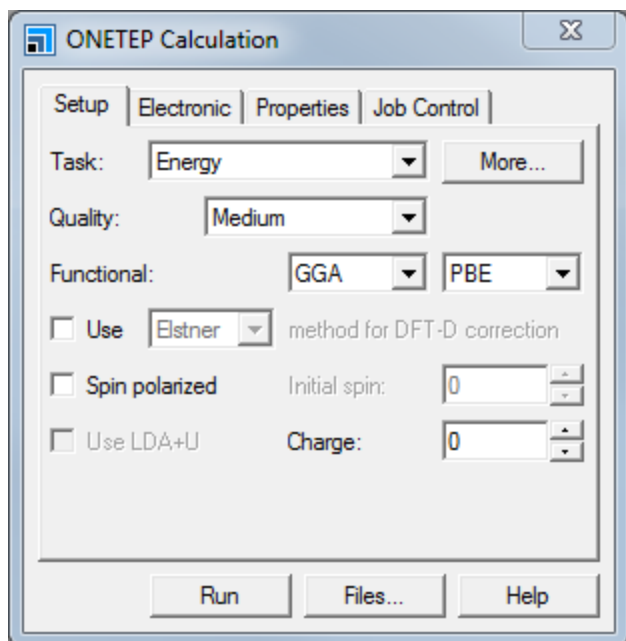 ONETEP Calculation
Setup Electronic Properties Job Control
Task: Energy More...
Quality: Medium
Functional: GGA PBE
Use Elstner method for DFT-D correction
Spin polarized Initial spin: 0
Use LDA+U Charge: 0
Run Files... Help